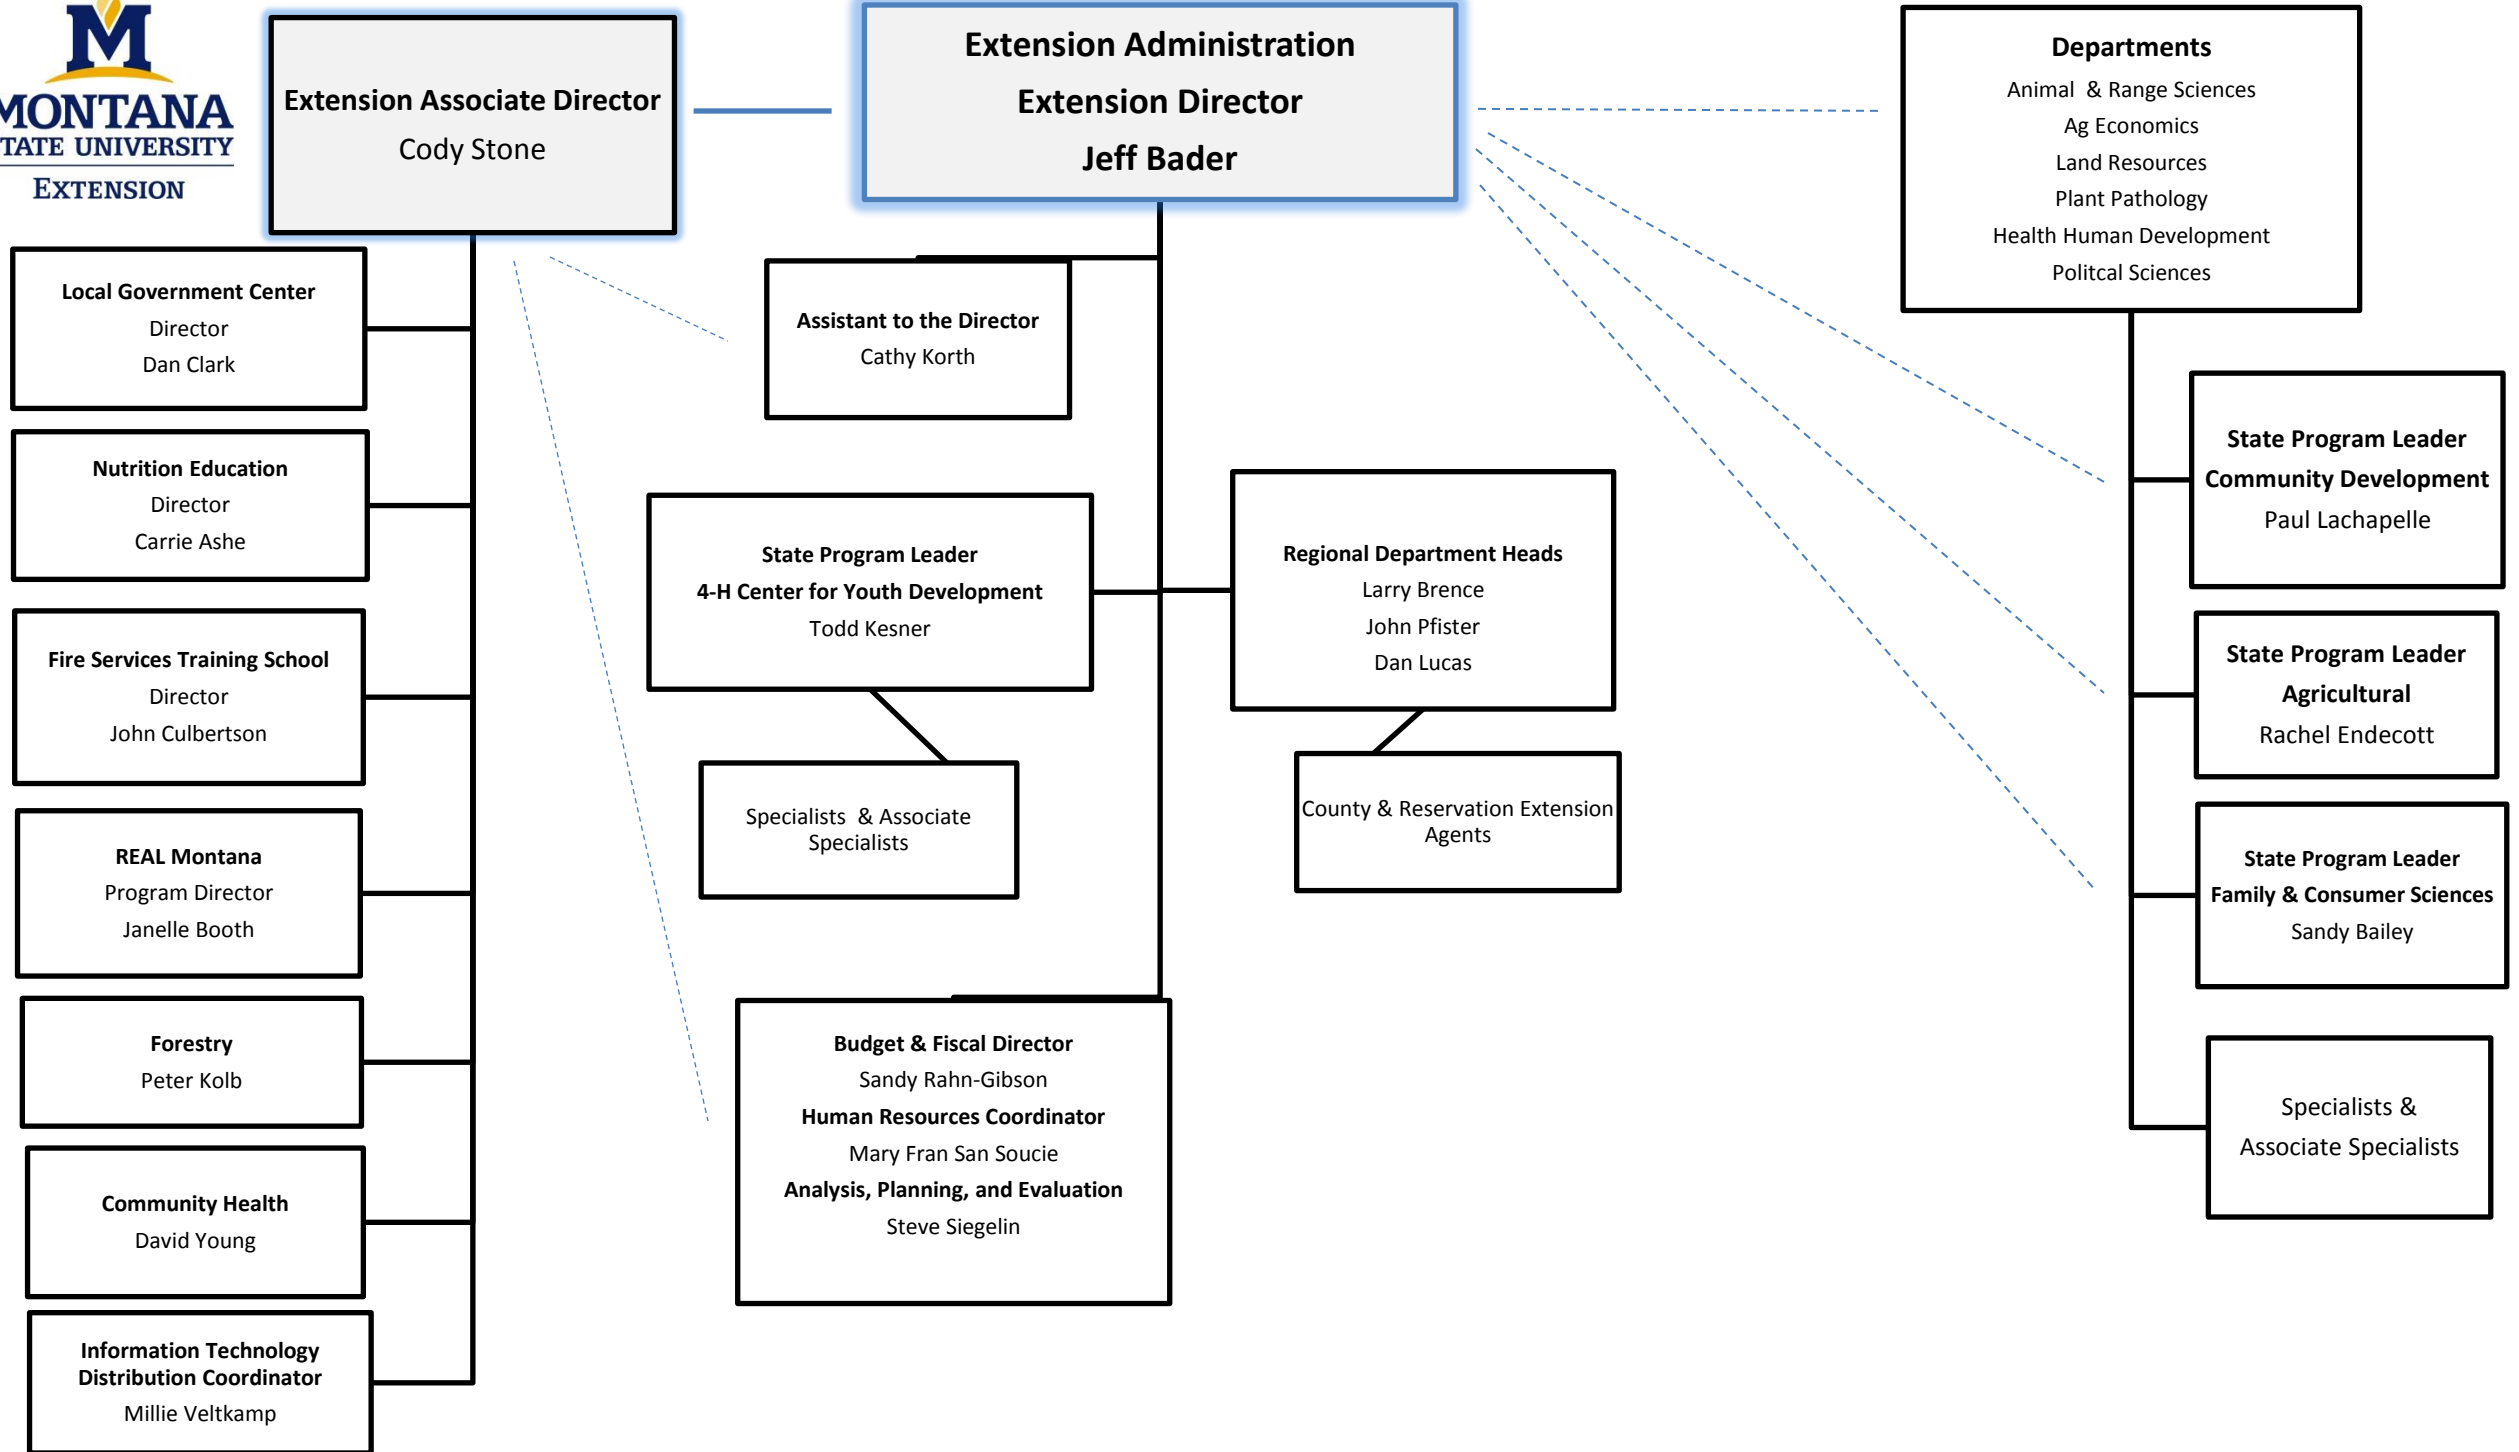 MONTANA
STATE UNIVERSITY
EXTENSION
Extension Associate Director
Cody Stone
Extension Administration
Extension Director
Jeff Bader
Departments
Animal & Range Sciences
Ag Economics
Land Resources
Plant Pathology
Health Human Development
Politcal Sciences
Local Government Center
Director
Dan Clark
Nutrition Education
Director
Carrie Ashe
Fire Services Training School
Director
John Culbertson
REAL Montana
Program Director
Janelle Booth
Forestry
Peter Kolb
Community Health
David Young
Information Technology
Distribution Coordinator
Millie Veltkamp
Assistant to the Director
Cathy Korth
State Program Leader
4-H Center for Youth Development
Todd Kesner
Specialists & Associate
Specialists
Regional Department Heads
Larry Brence
John Pfister
Dan Lucas
County & Reservation Extension
Agents
Budget & Fiscal Director
Sandy Rahn-Gibson
Human Resources Coordinator
Mary Fran San Soucie
Analysis, Planning, and Evaluation
Steve Siegelin
State Program Leader
Community Development
Paul Lachapelle
State Program Leader
Agricultural
Rachel Endecott
State Program Leader
Family & Consumer Sciences
Sandy Bailey
Specialists &
Associate Specialists